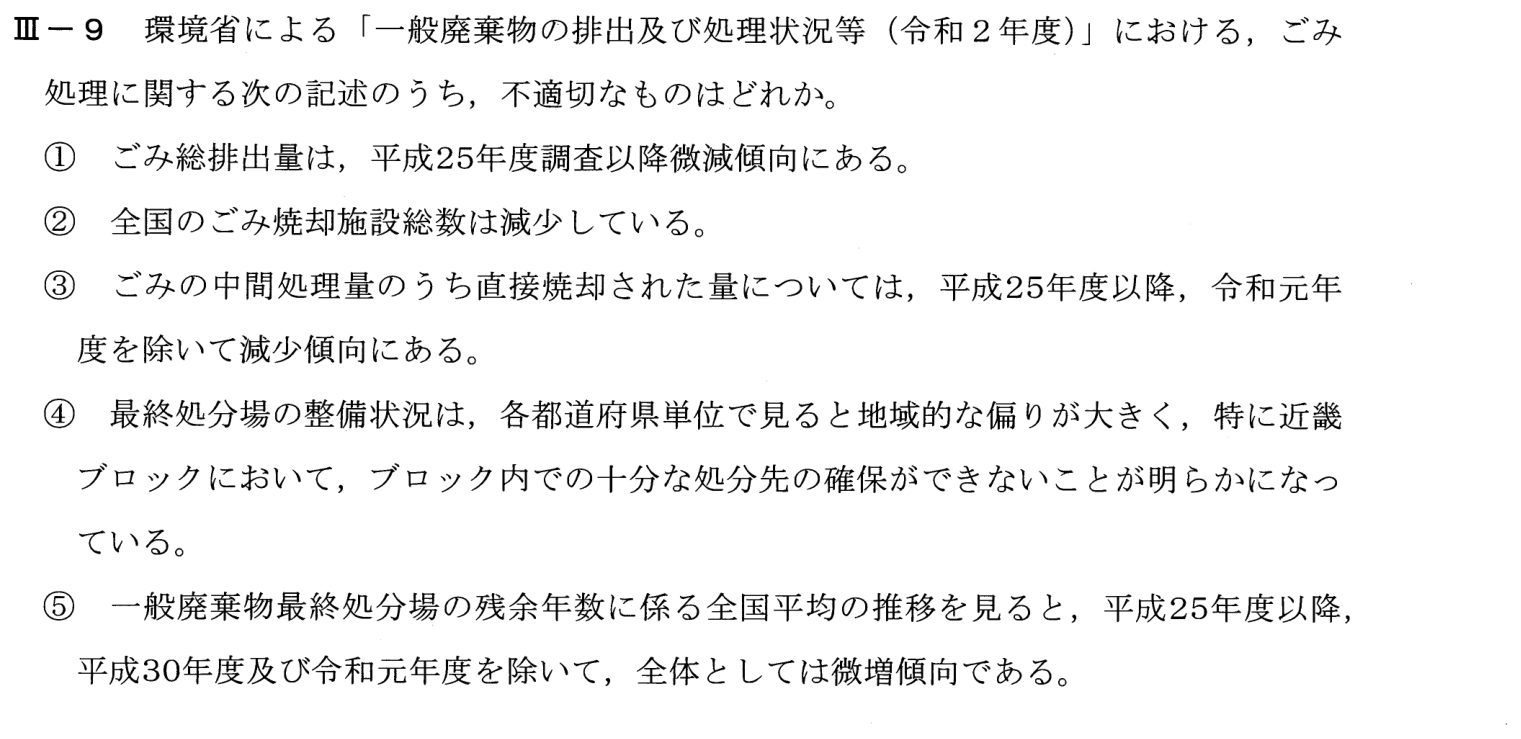 Ⅲ－9　環境省による「一般廃棄物の排出及び処理状況等（令和２年度）」における，ごみ
処理に関する次の記述のうち，不適切なものはどれか。
①　ごみ総排出量は，平成25年度調査以降微減傾向にある。
②　全国のごみ焼却施設総数は減少している。
③　ごみの中間処理量のうち直接焼却された量については，平成25年度以降，令和元年
度を除いて減少傾向にある。
④　最終処分場の整備状況は，各都道府県単位で見ると地域的な偏りが大きく，特に近畿
ブロックにおいて，ブロック内での十分な処分先の確保ができないことが明らかになっ
ている。
⑤　一般廃棄物最終処分場の残余年数に係る全国平均の推移を見ると，平成25年度以降，
平成30年度及び令和元年度を除いて，全体としては微増傾向である。